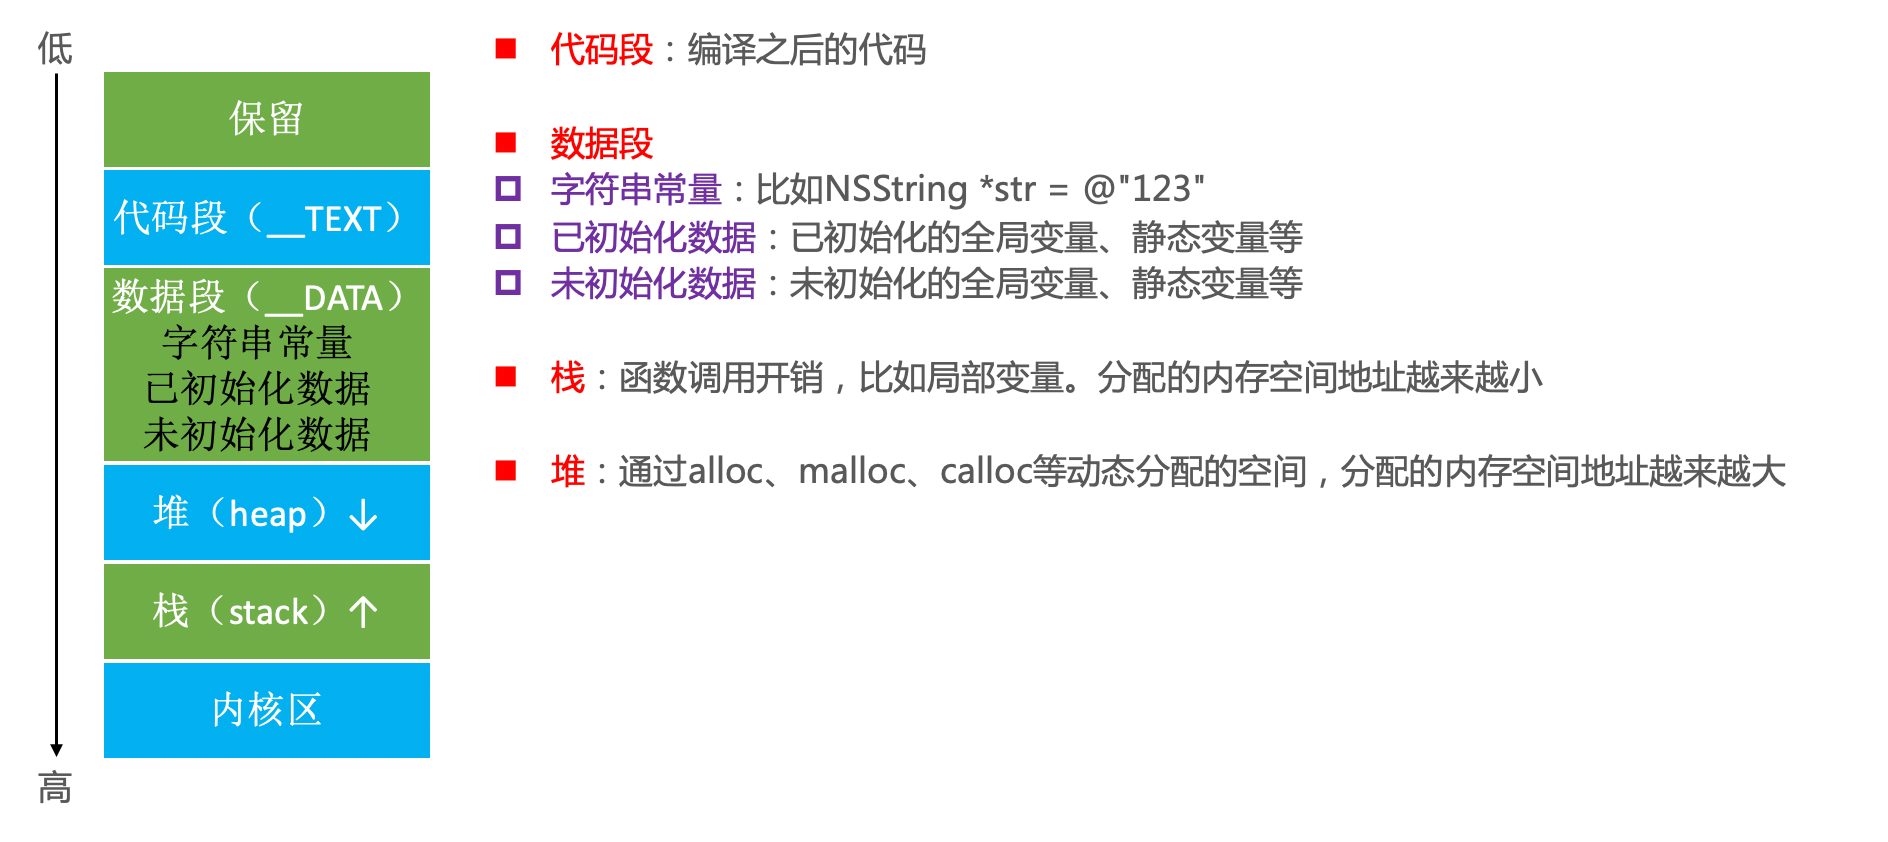 低
保留
代码段（__TEXT）
数据段（__DATA）
字符串常量
已初始化数据
未初始化数据
堆（heap）↓
栈（stack）↑
内核区
高
■ 代码段：编译之后的代码
■ 数据段
字符串常量：比如NSString *str = @"123"
已初始化数据：已初始化的全局变量、静态变量等
未初始化数据：未初始化的全局变量、静态变量等
■ 栈：函数调用开销，比如局部变量。分配的内存空间地址越来越小
■ 堆：通过alloc、malloc、calloc等动态分配的空间，分配的内存空间地址越来越大